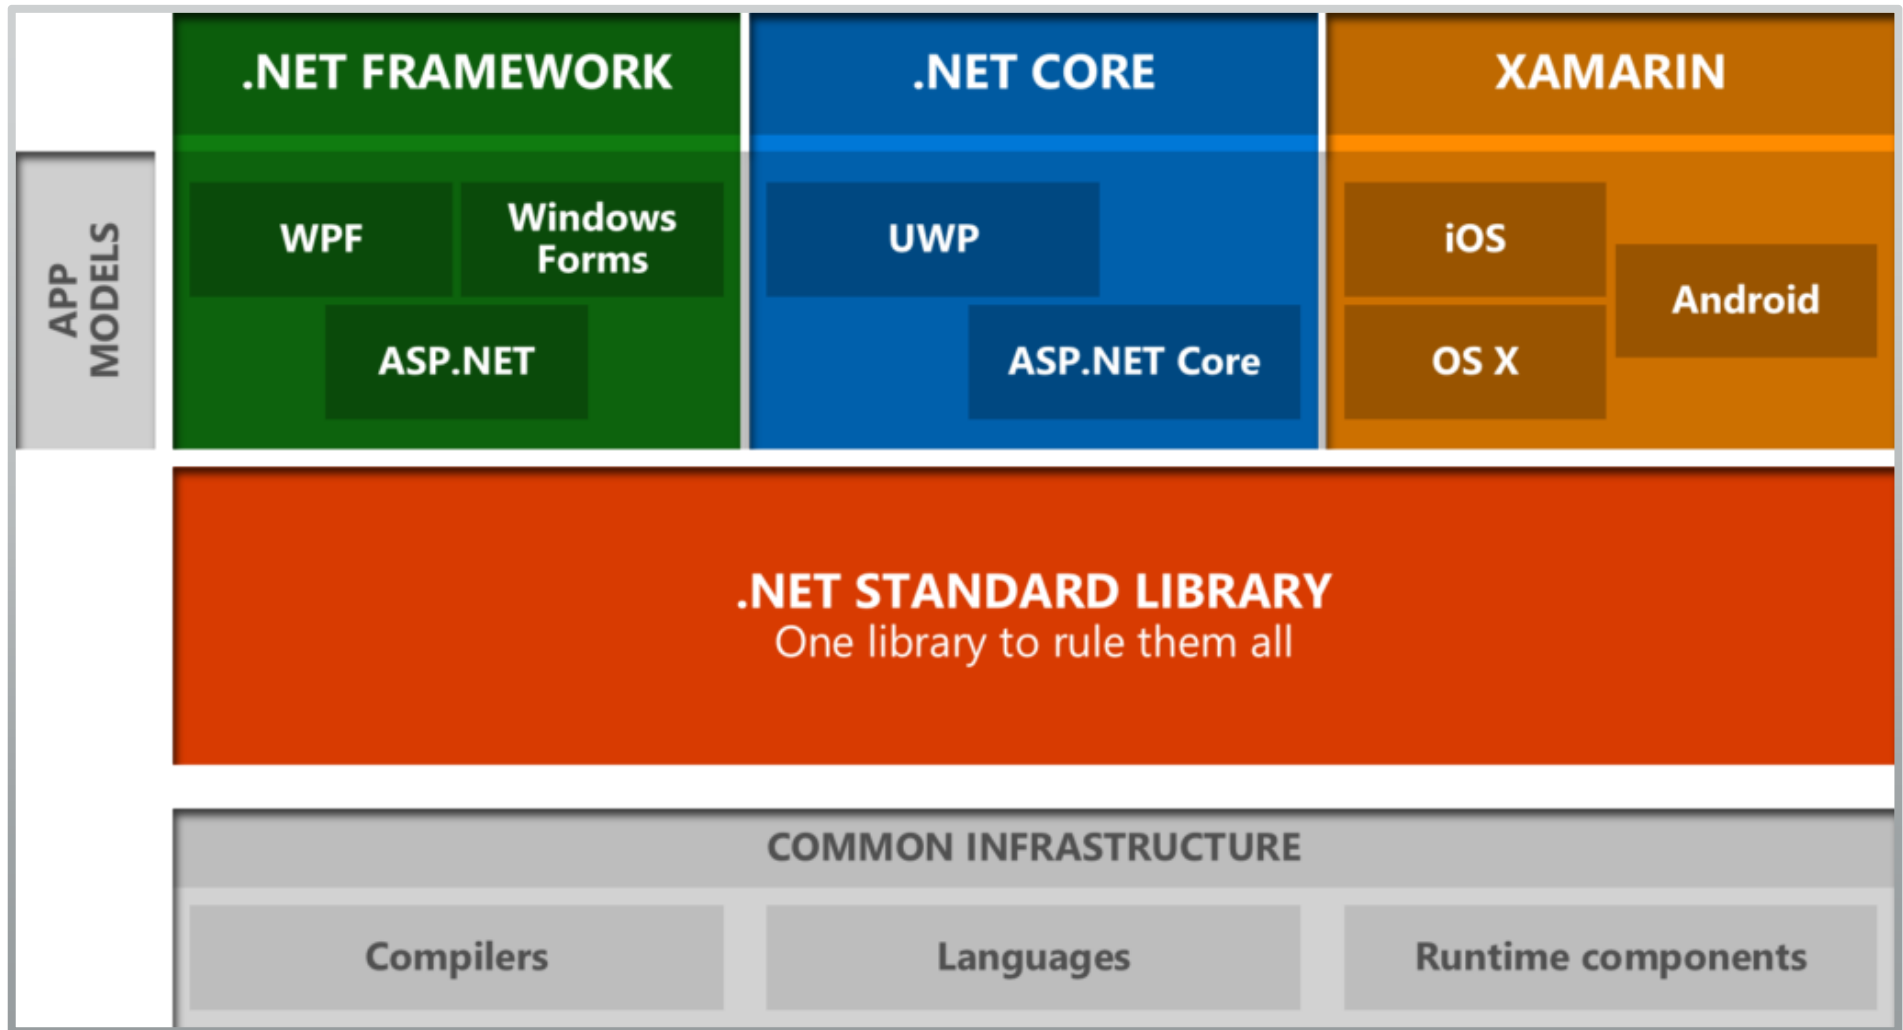 .NET FRAMEWORK
.NET CORE
XAMARIN
APP
MODELS
WPF
Windows
Forms
ASP.NET
UWP
ASP.NET Core
iOS
Android
OS X
.NET STANDARD LIBRARY
One library to rule them all
COMMON INFRASTRUCTURE
Compilers
Languages
Runtime components